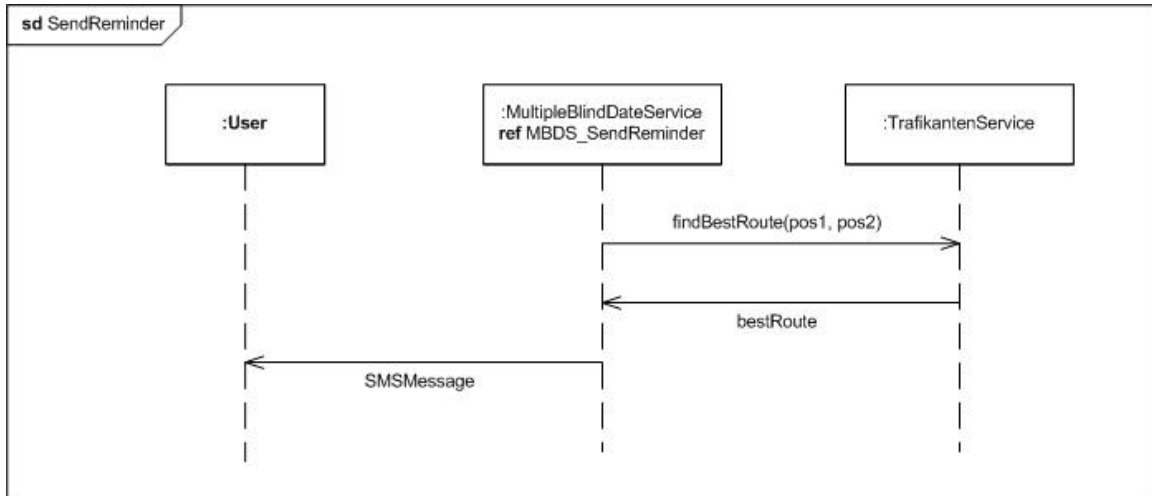 sd SendReminder
:User
:MultipleBlindDateService
ref MBDS_SendReminder
:TrafikantenService
findBestRoute(pos1, pos2)
bestRoute
SMSMessage